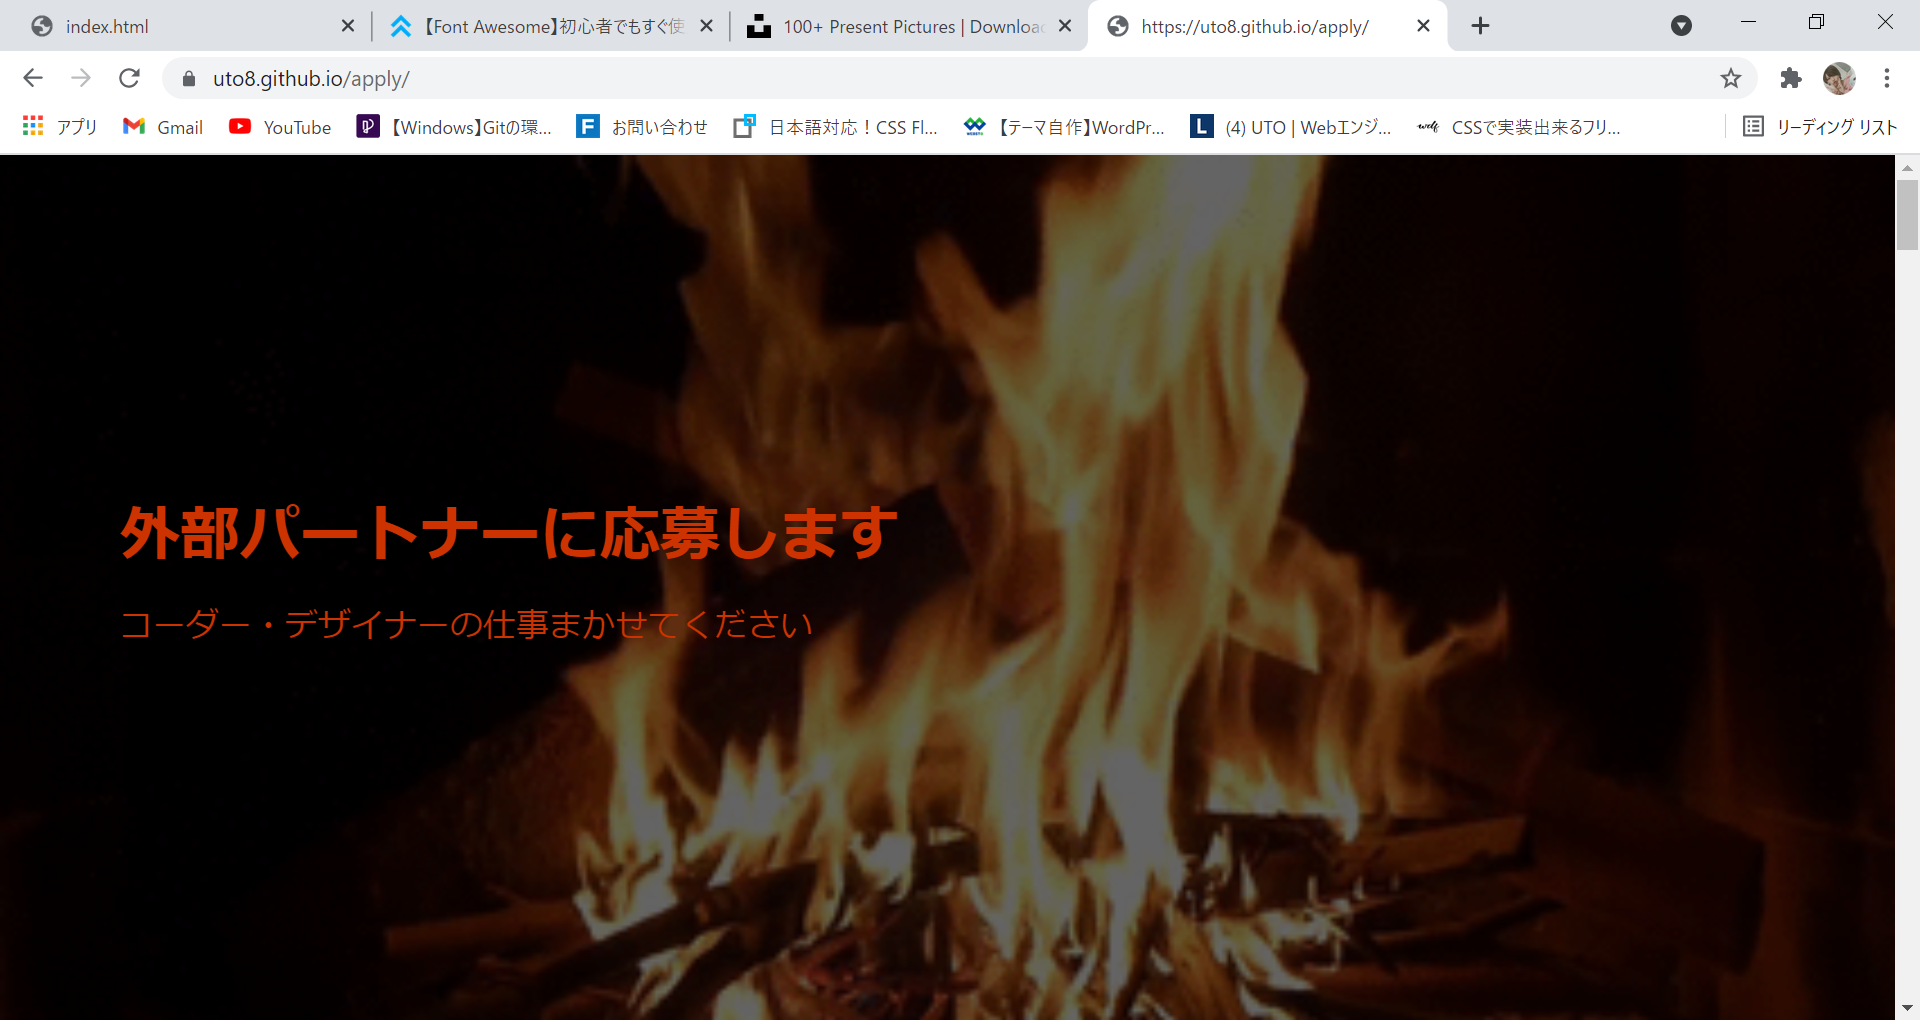 index.html
【Font Awesome】初心者でもすぐ使
100+ Present Pictures | Downloa
https://uto8.github.io/apply/
uto8.github.io/apply/
アプリ
Gmail
YouTube
【Windows】Gitの環...
お問い合わせ
日本語対応！CSS Fl...
【テーマ自作】WordPr...
(4) UTO | Webエンジ...
CSSで実装出来るフリ...
リーディング リスト
外部パートナーに応募します
コーダー・デザイナーの仕事まかせてください